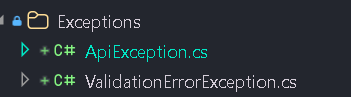 Exceptions
+ C# ApiException.cs
+ C# ValidationErrorException.cs